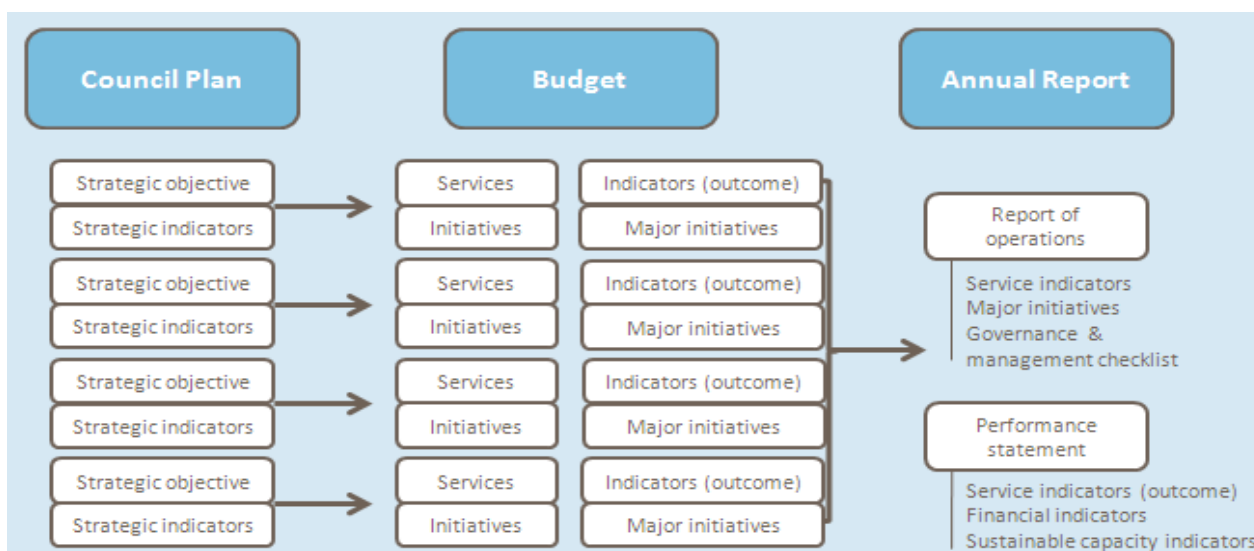 Council Plan
Budget
Annual Report
Strategic objective
Strategic indicators
Services
Initiatives
Indicators (outcome)
Major initiatives
Strategic objective
Strategic indicators
Services
Initiatives
Indicators (outcome)
Major initiatives
Strategic objective
Strategic indicators
Services
Initiatives
Indicators (outcome)
Major initiatives
Strategic objective
Strategic indicators
Services
Initiatives
Indicators (outcome)
Major initiatives
Report of
operations
Service indicators
Major initiatives
Governance &
management checklist
Performance
statement
Service indicators (outcome)
Financial indicators
Sustainable capacity indicators